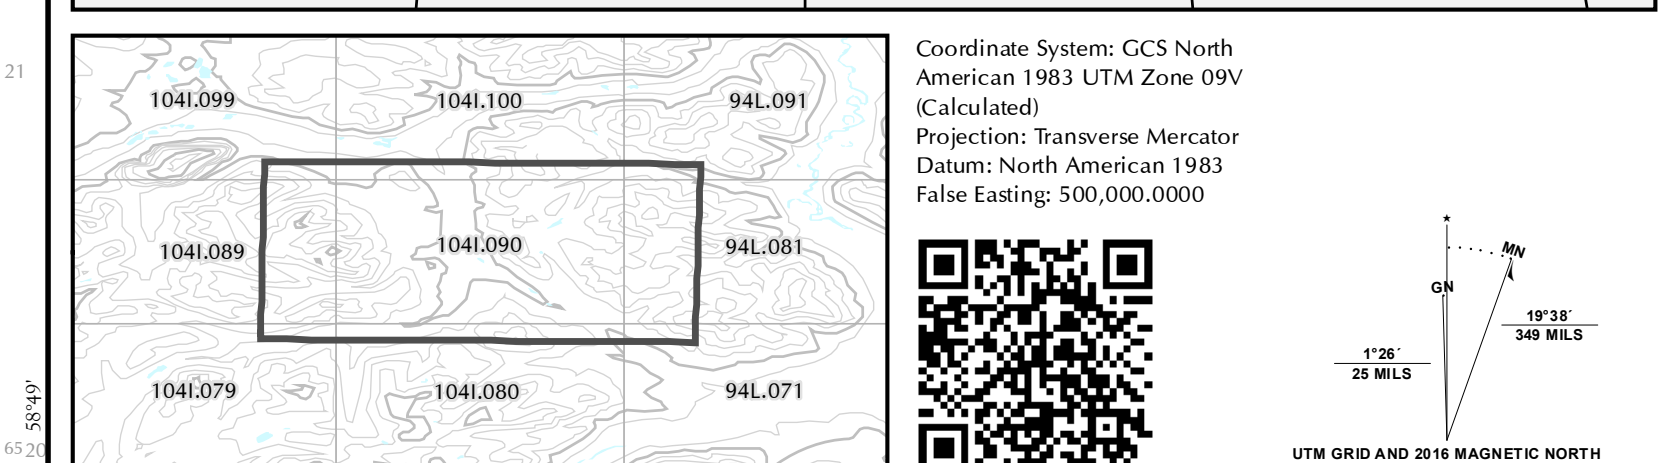 21
104I.099
104I.100
94L.091
104I.089
104I.090
94L.081
104I.079
104I.080
94L.071
58°49'
65 20
Coordinate System: GCS North
American 1983 UTM Zone 09V
(Calculated)
Projection: Transverse Mercator
Datum: North American 1983
False Easting: 500,000.0000
MN
GN
19°38´
349 MILS
1°26´
25 MILS
UTM GRID AND 2016 MAGNETIC NORTH